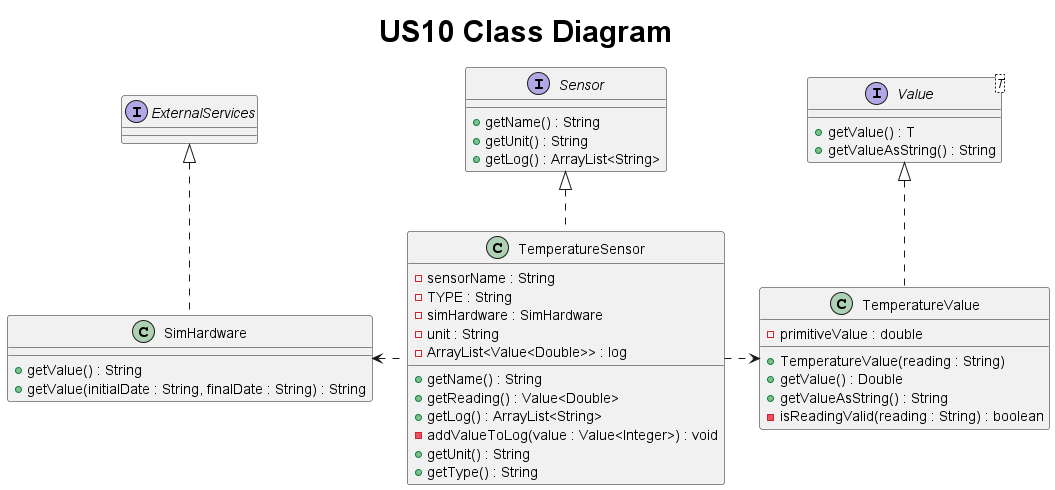 US10 Class Diagram
I ExternalServices
I Sensor
getName() : String
getUnit() : String
getLog() : ArrayList<String>
I Value T
getValue() : T
getValueAsString() : String
C SimHardware
getValue() : String
getValue(initialDate : String, finalDate : String) : String
C TemperatureSensor
sensorName : String
TYPE : String
simHardware : SimHardware
unit : String
ArrayList<Value<Double>> : log
getName() : String
getReading() : Value<Double>
getLog() : ArrayList<String>
addValueToLog(value : Value<Integer>) : void
getUnit() : String
getType() : String
C TemperatureValue
primitiveValue : double
TemperatureValue(reading : String)
getValue() : Double
getValueAsString() : String
isReadingValid(reading : String) : boolean